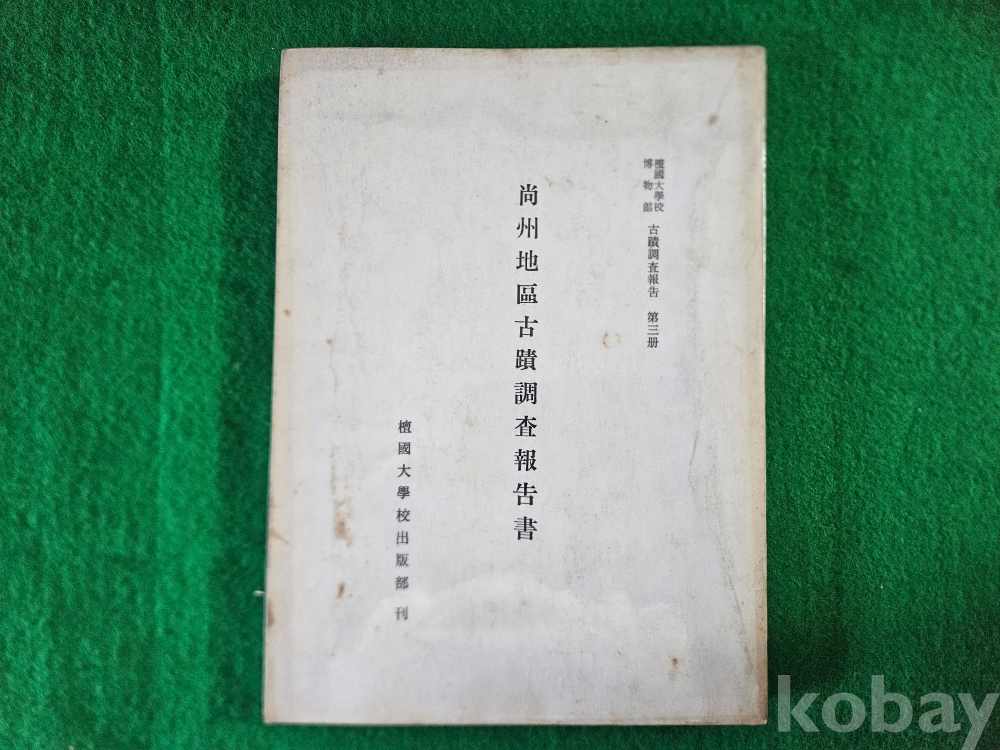 檀國大學校
博物館
古蹟調査報告 第三册
尚州地區古蹟調査報告書
檀國大學校出版部 刊
kobay